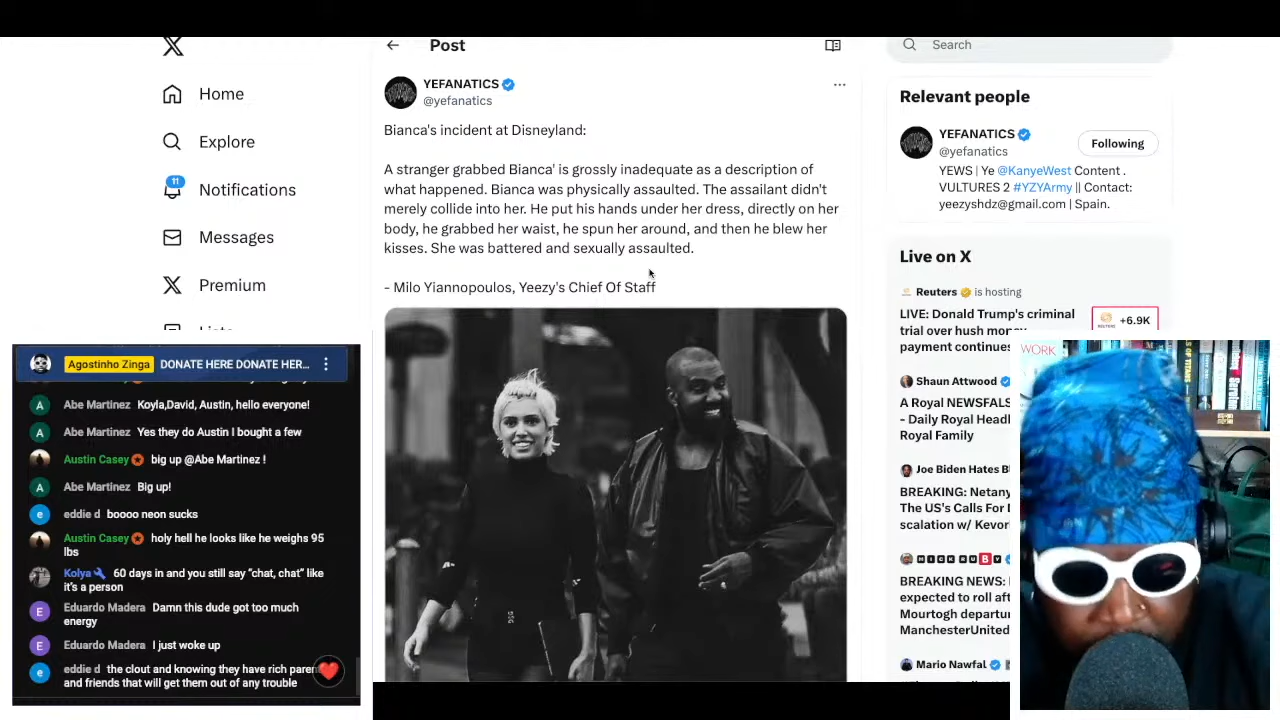 Post
Search
YEFANATICS
@yefanatics
Home
Explore
11
Notifications
Messages
Premium
Bianca's incident at Disneyland:
A stranger grabbed Bianca' is grossly inadequate as a description of
what happened. Bianca was physically assaulted. The assailant didn't
merely collide into her. He put his hands under her dress, directly on her
body, he grabbed her waist, he spun her around, and then he blew her
kisses. She was battered and sexually assaulted.
- Milo Yiannopoulos, Yeezy's Chief Of Staff
Relevant people
YEFANATICS
@yefanatics
Following
YEWS | Ye @KanyeWest Content .
VULTURES 2 #YZYArmy || Contact:
yeezyshdz@gmail.com | Spain.
Live on X
Reuters is hosting
LIVE: Donald Trump's criminal
trial over hush money
payment continues
+6.9K
Shaun Attwood
A Royal NEWSFALS
- Daily Royal Headl
Royal Family
Joe Biden Hates Bl
BREAKING: Netany
The US's Calls For D
scalation w/ Kevor
BREAKING NEWS:
expected to roll aft
Mourtogh departur
ManchesterUnited
Mario Nawfal
Agostinho Zinga DONATE HERE DONATE HER...
Abe Martinez Koyla,David, Austin, hello everyone!
Abe Martinez Yes they do Austin I bought a few
Austin Casey big up @Abe Martinez !
Abe Martinez Big up!
eddie d boooo neon sucks
Austin Casey holy hell he looks like he weighs 95
lbs
Kolya 60 days in and you still say “chat, chat” like
it's a person
Eduardo Madera Damn this dude got too much
energy
Eduardo Madera I just woke up
eddie d the clout and knowing they have rich paren
and friends that will get them out of any trouble
WORK